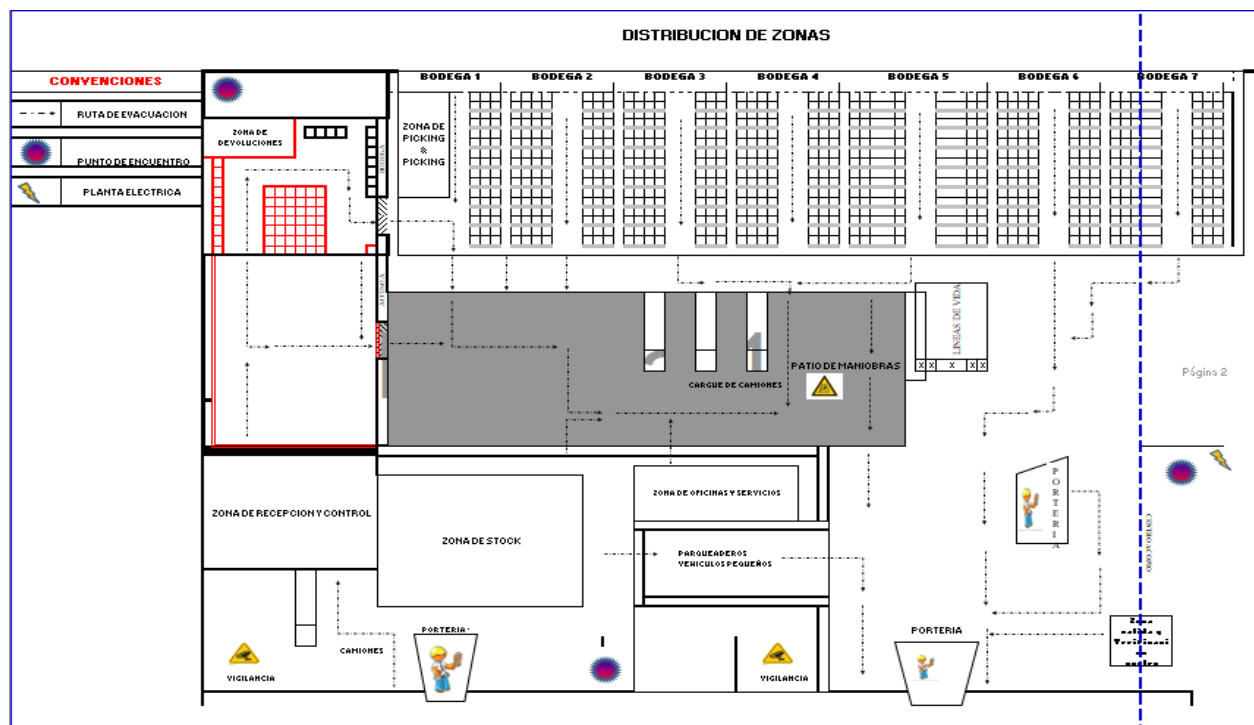 DISTRIBUCION DE ZONAS
CONVENCIONES
RUTA DE EVACUACION
PUNTO DE ENCUENTRO
PLANTA ELECTRICA
BODEGA 1
BODEGA 2
BODEGA 3
BODEGA 4
BODEGA 5
BODEGA 6
BODEGA 7
ZONA DE
DEVOLUCIONES
ZONA DE
PICKING
&
PICKING
LINEAS DE VIDA
X X X X X
PATIO DE MANIOBRAS
CARGUE DE CAMIONES
1
Página 2
ZONA DE RECEPCION Y CONTROL
ZONA DE STOCK
ZONA DE OFICINAS Y SERVICIOS
PARQUEADEROS
VEHICULOS PEQUEÑOS
PORTERIA
CAMIONES
VIGILANCIA
PORTERIA
VIGILANCIA
PORTERIA
Zona